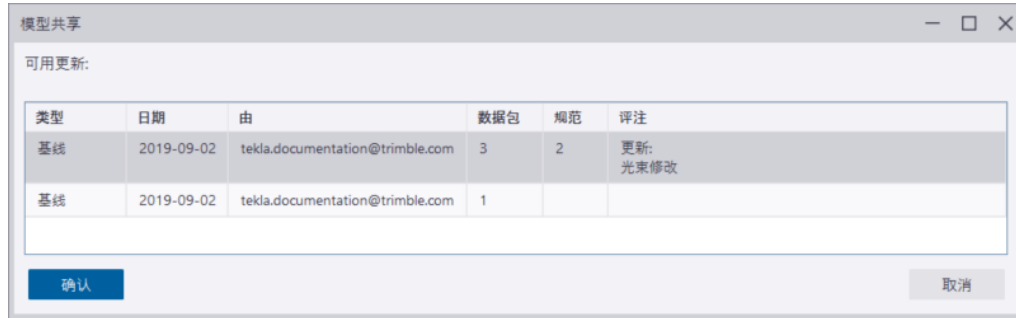 模型共享
可用更新:
类型 日期 由 数据包 规范 评注
基线 2019-09-02 tekla.documentation@trimble.com 3 2 更新:
光束修改
基线 2019-09-02 tekla.documentation@trimble.com 1
确认 取消